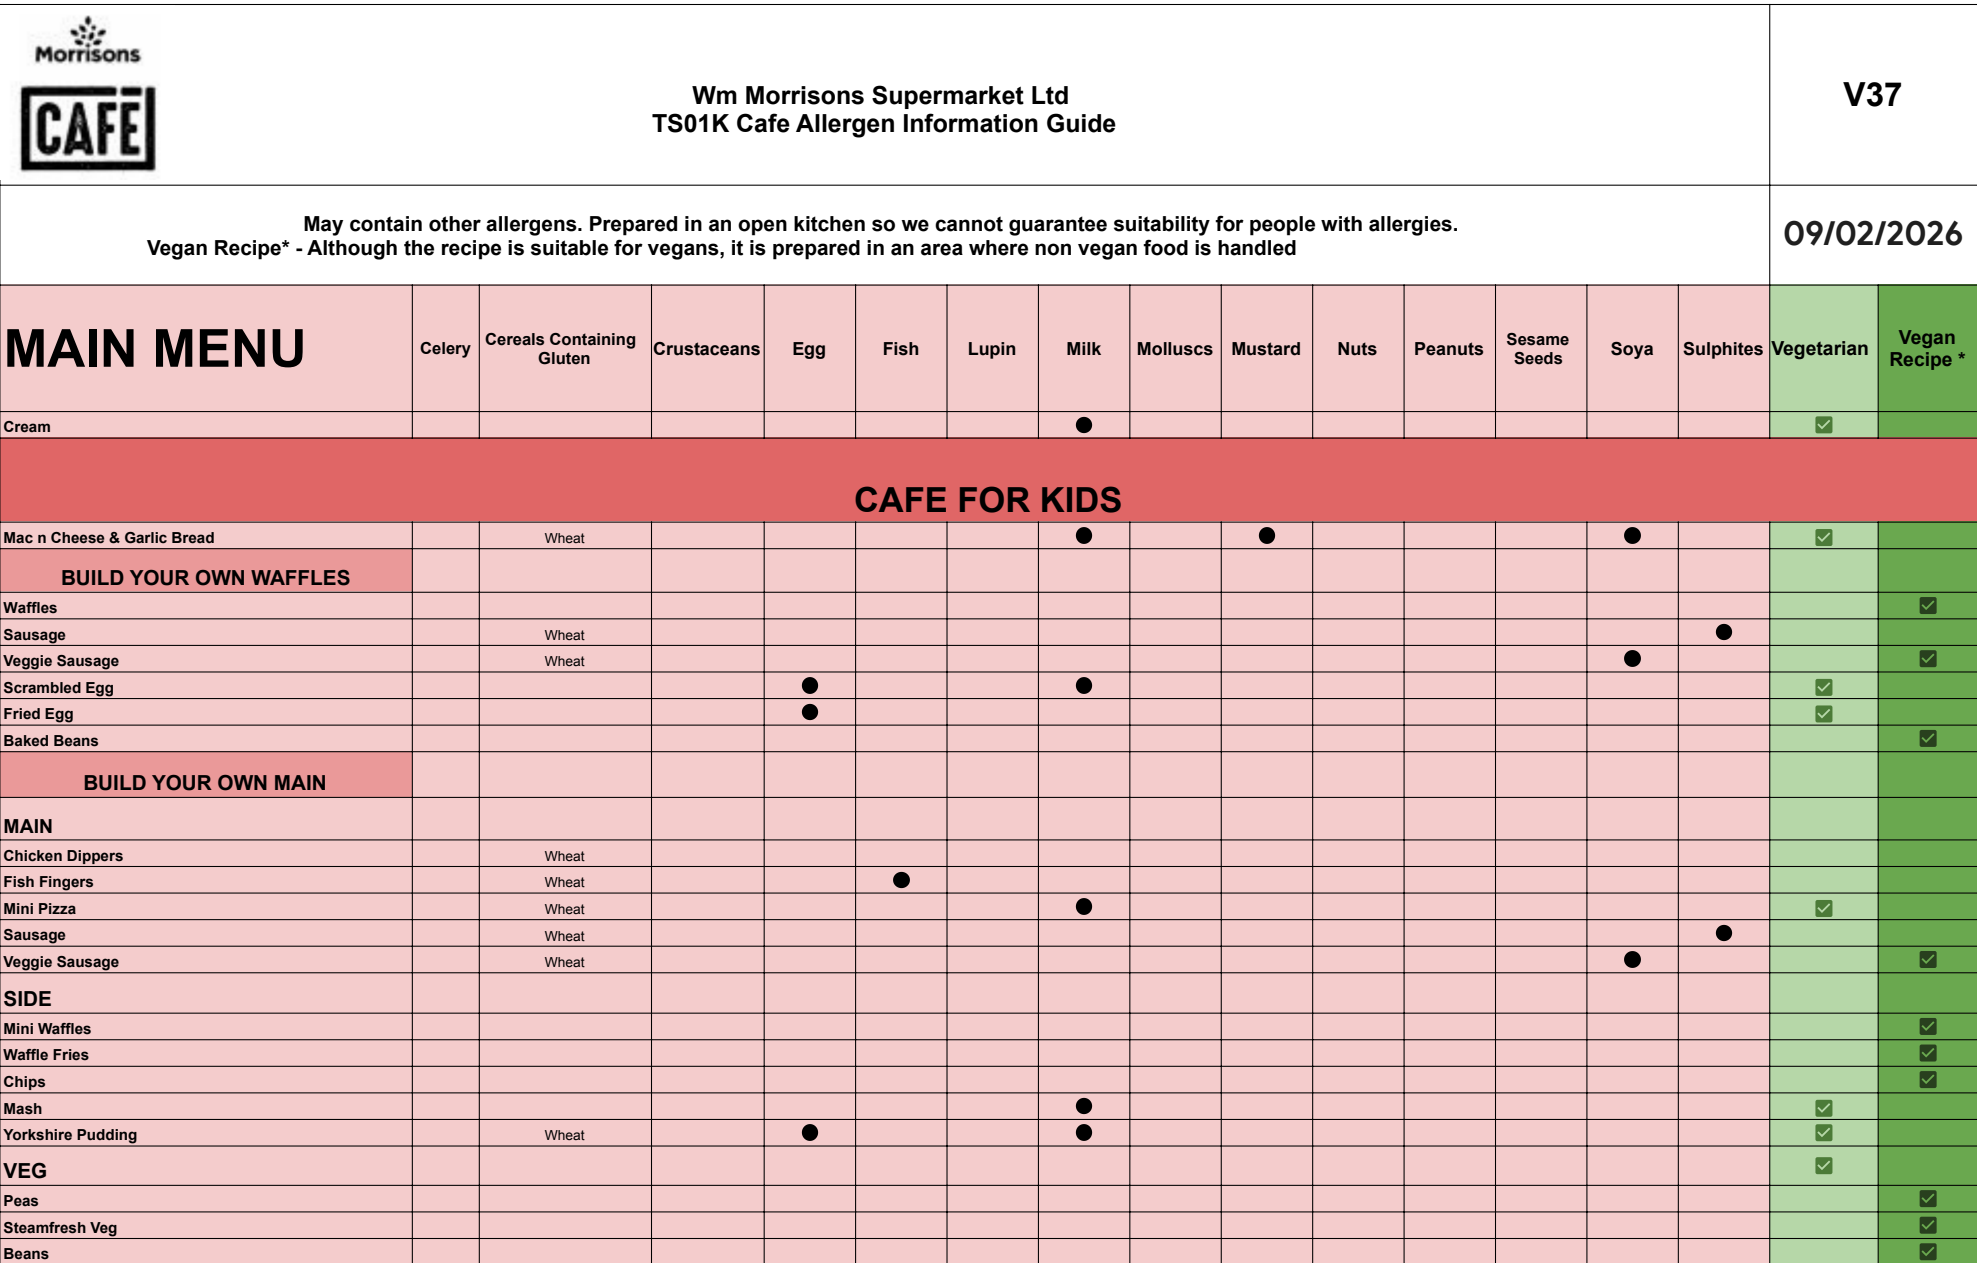 Morrisons
CAFÉ
Wm Morrisons Supermarket Ltd
TS01K Cafe Allergen Information Guide
V37
May contain other allergens. Prepared in an open kitchen so we cannot guarantee suitability for people with allergies.
Vegan Recipe* - Although the recipe is suitable for vegans, it is prepared in an area where non vegan food is handled
09/02/2026
MAIN MENU Celery Cereals Containing Gluten Crustaceans Egg Fish Lupin Milk Molluscs Mustard Nuts Peanuts Sesame Seeds Soya Sulphites Vegetarian Vegan Recipe *
Cream ● ☑
CAFE FOR KIDS
Mac n Cheese & Garlic Bread Wheat ● ● ● ☑
BUILD YOUR OWN WAFFLES
Waffles ☑
Sausage Wheat ●
Veggie Sausage Wheat ● ☑
Scrambled Egg ● ● ☑
Fried Egg ● ☑
Baked Beans ☑
BUILD YOUR OWN MAIN
MAIN
Chicken Dippers Wheat
Fish Fingers Wheat ●
Mini Pizza Wheat ● ☑
Sausage Wheat ●
Veggie Sausage Wheat ● ☑
SIDE
Mini Waffles ☑
Waffle Fries ☑
Chips ☑
Mash ● ☑
Yorkshire Pudding Wheat ● ● ☑
VEG ☑
Peas ☑
Steamfresh Veg ☑
Beans ☑